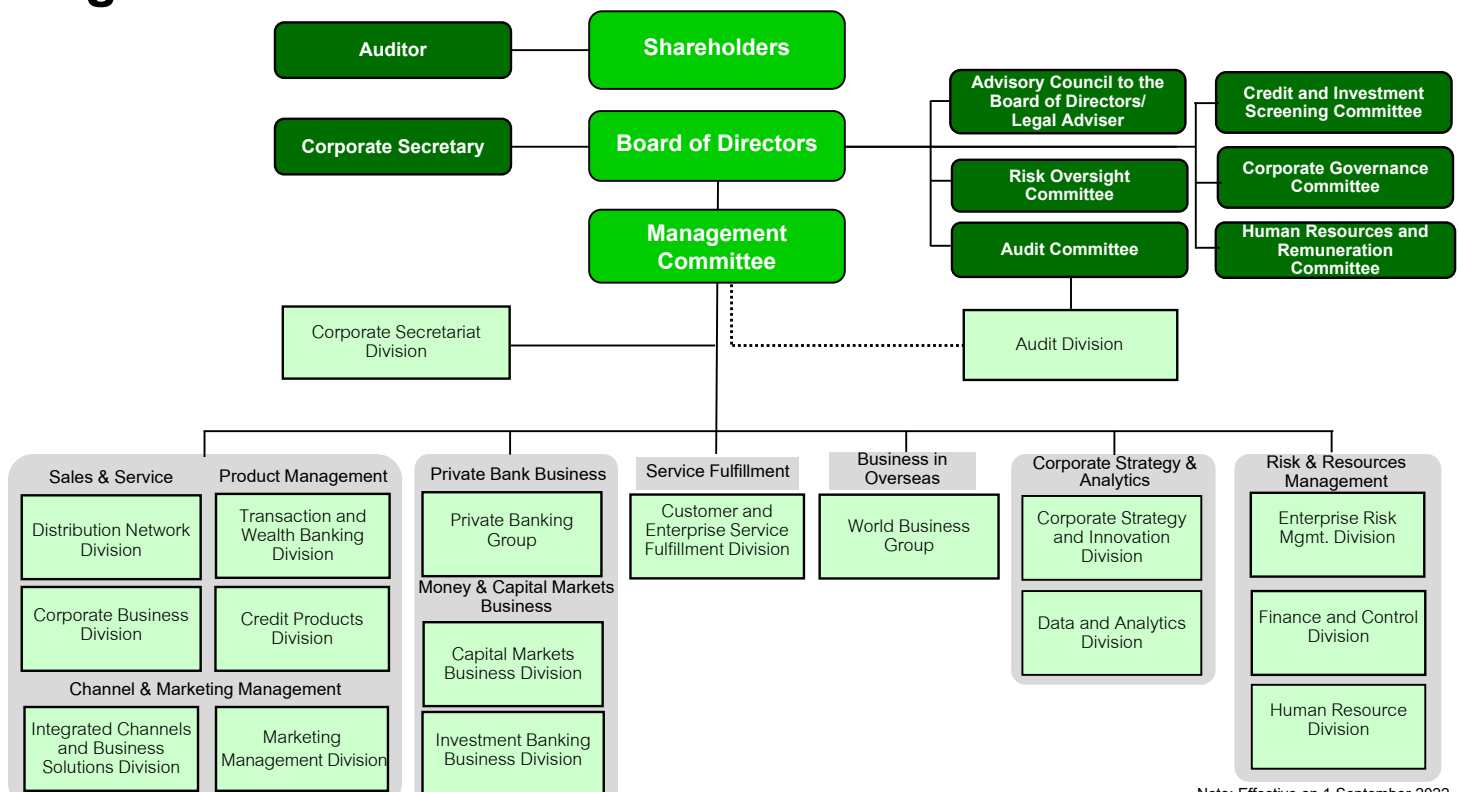 Auditor
Shareholders
Advisory Council to the
Board of Directors/
Legal Adviser
Credit and Investment
Screening Committee
Corporate Secretary
Board of Directors
Risk Oversight
Committee
Corporate Governance
Committee
Management
Committee
Audit Committee
Human Resources and
Remuneration
Committee
Corporate Secretariat
Division
Audit Division
Sales & Service
Distribution Network
Division
Corporate Business
Division
Product Management
Transaction and
Wealth Banking
Division
Credit Products
Division
Channel & Marketing Management
Integrated Channels
and Business
Solutions Division
Marketing
Management Division
Private Bank Business
Private Banking
Group
Money & Capital Markets
Business
Capital Markets
Business Division
Investment Banking
Business Division
Service Fulfillment
Customer and
Enterprise Service
Fulfillment Division
Business in
Overseas
World Business
Group
Corporate Strategy &
Analytics
Corporate Strategy
and Innovation
Division
Data and Analytics
Division
Risk & Resources
Management
Enterprise Risk
Mgmt. Division
Finance and Control
Division
Human Resource
Division